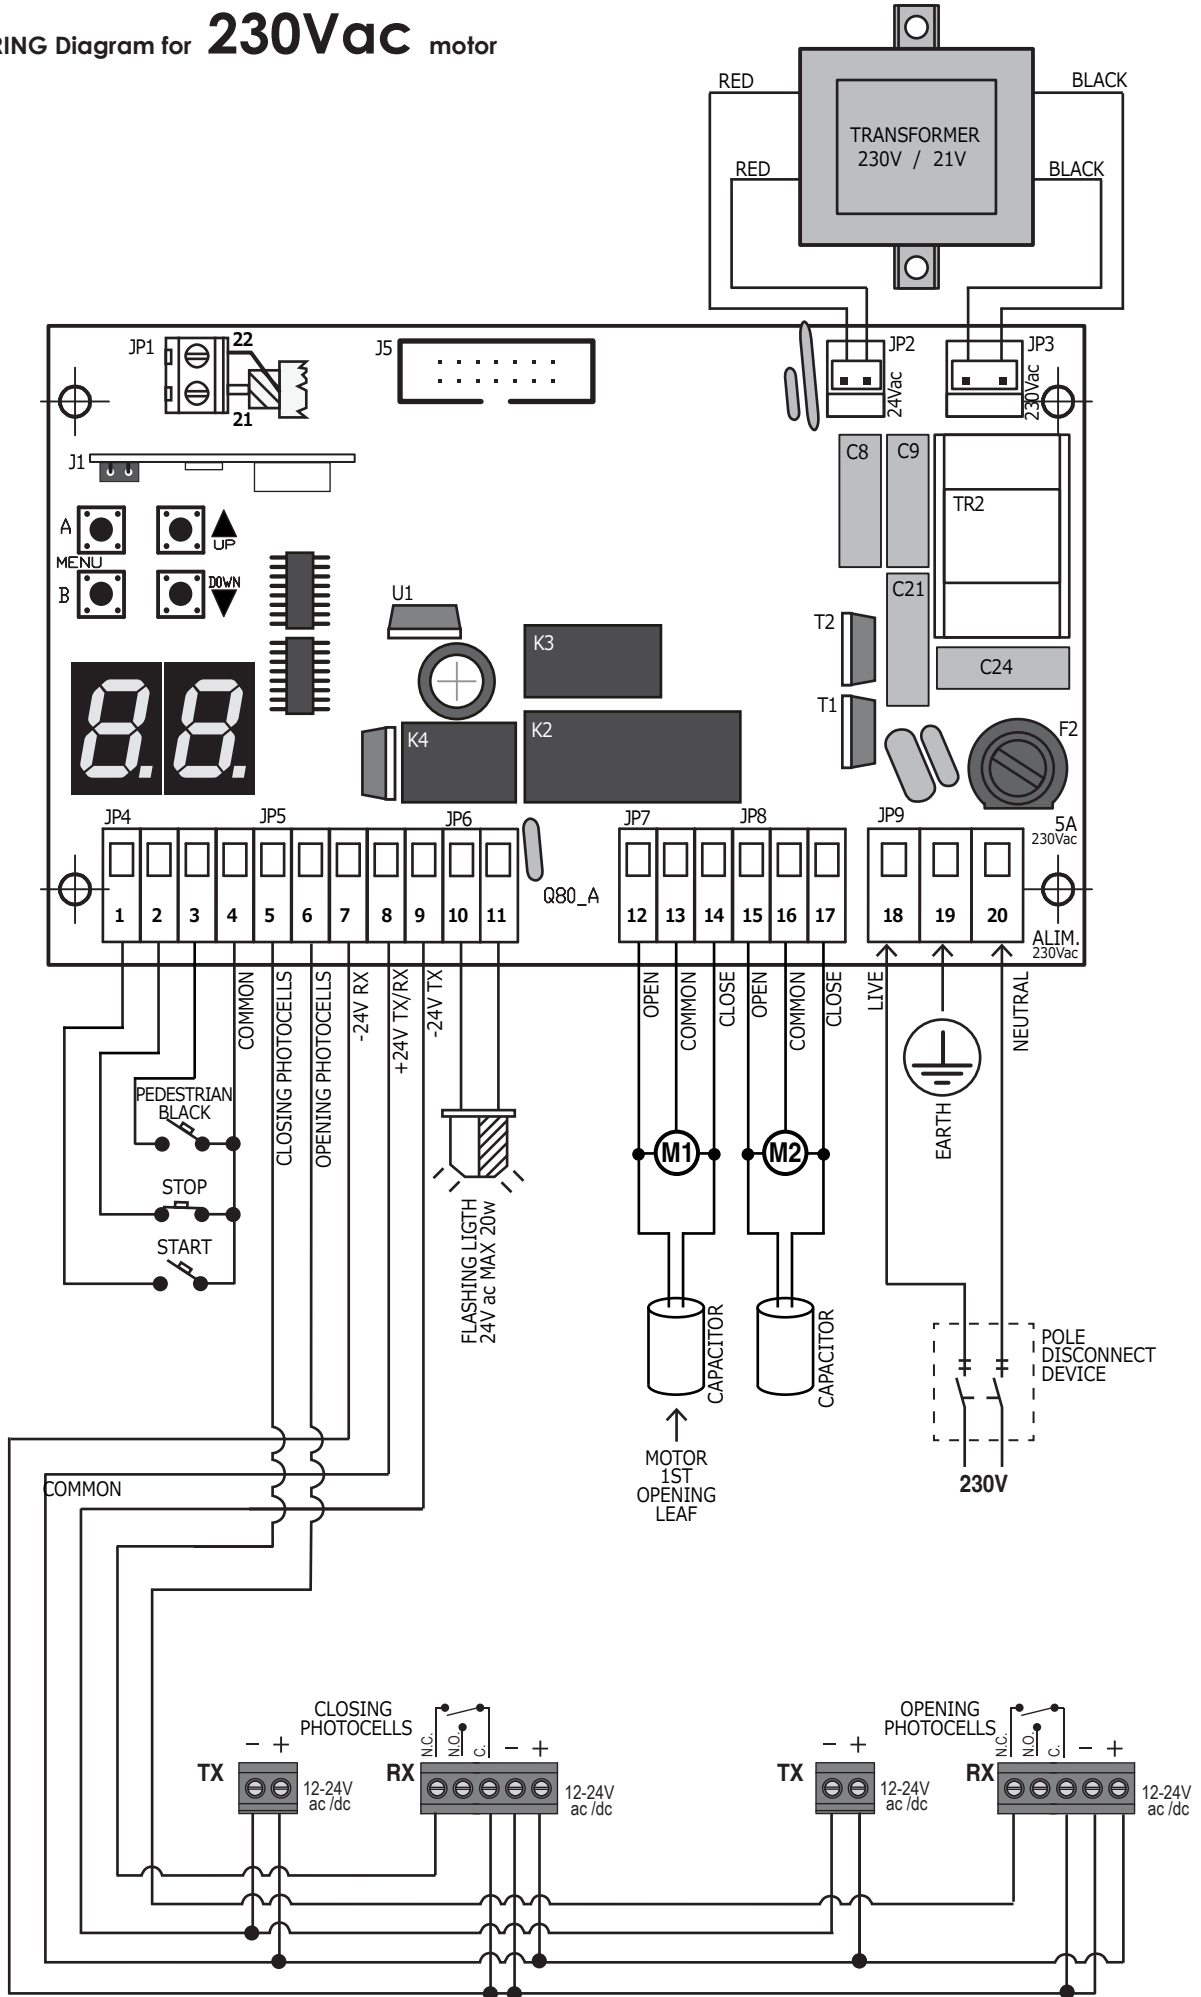 RING Diagram for 230Vac motor
RED
BLACK
TRANSFORMER
230V / 21V
RED
BLACK
JP1
22
21
J5
JP2
24Vac
JP3
230Vac
J1
C8
C9
TR2
A
UP
MENU
B
DOWN
U1
C21
T2
K3
C24
T1
K4
K2
F2
8.8.
JP4
JP5
JP6
JP7
JP8
JP9
5A
230Vac
Q80_A
1 2 3 4 5 6 7 8 9 10 11
12 13 14 15 16 17
18 19 20
ALIM.
230Vac
COMMON
CLOSING PHOTOCELLS
OPENING PHOTOCELLS
-24V RX
+24V TX/RX
-24V TX
OPEN
COMMON
CLOSE
OPEN
COMMON
CLOSE
LIVE
EARTH
NEUTRAL
PEDESTRIAN
BLACK
STOP
START
M1
M2
FLASHING LIGTH
24V ac MAX 20w
CAPACITOR
CAPACITOR
POLE
DISCONNECT
DEVICE
230V
MOTOR
1ST
OPENING
LEAF
COMMON
CLOSING
PHOTOCELLS
OPENING
PHOTOCELLS
TX
- +
12-24V
ac /dc
RX
N.C.
N.O.
C.
- +
12-24V
ac /dc
TX
- +
12-24V
ac /dc
RX
N.C.
N.O.
C.
- +
12-24V
ac /dc